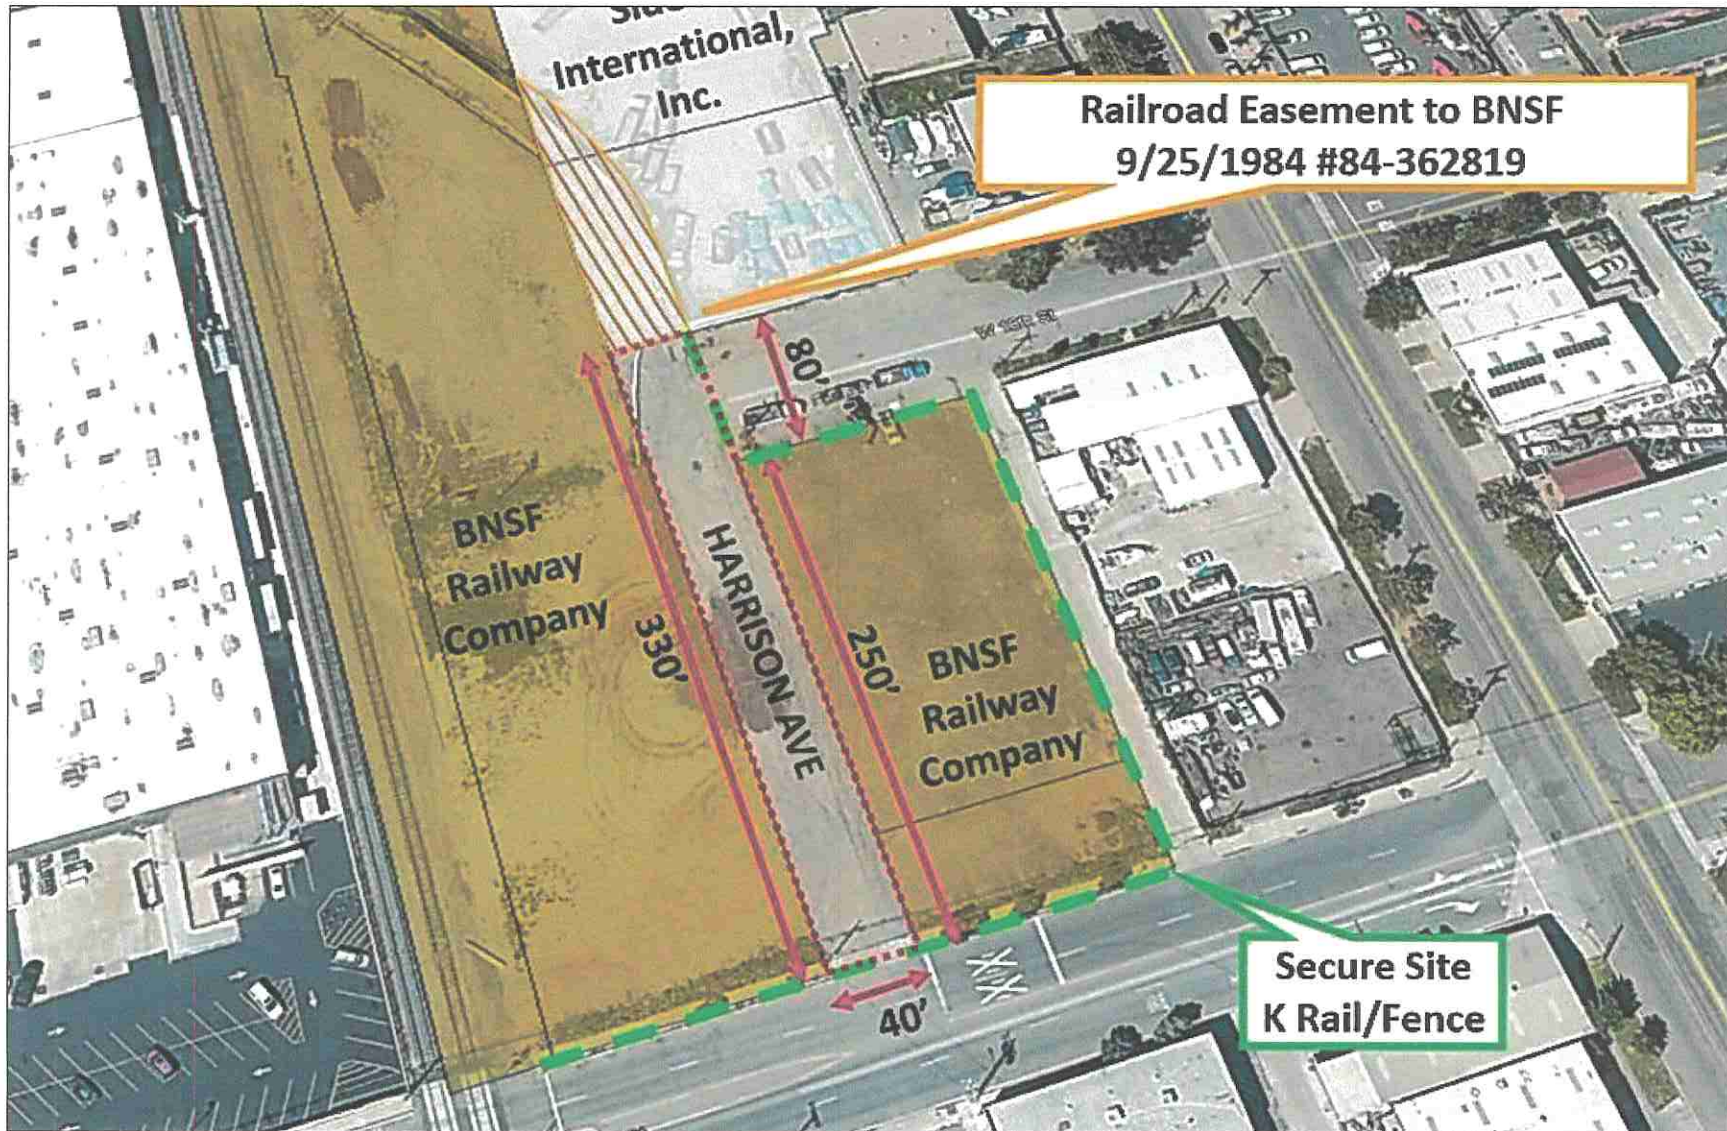 International,
Inc.
Railroad Easement to BNSF
9/25/1984 #84-362819
80'
BNSF
Railway
Company
330'
HARRISON AVE
250'
BNSF
Railway
Company
40'
Secure Site
K Rail/Fence